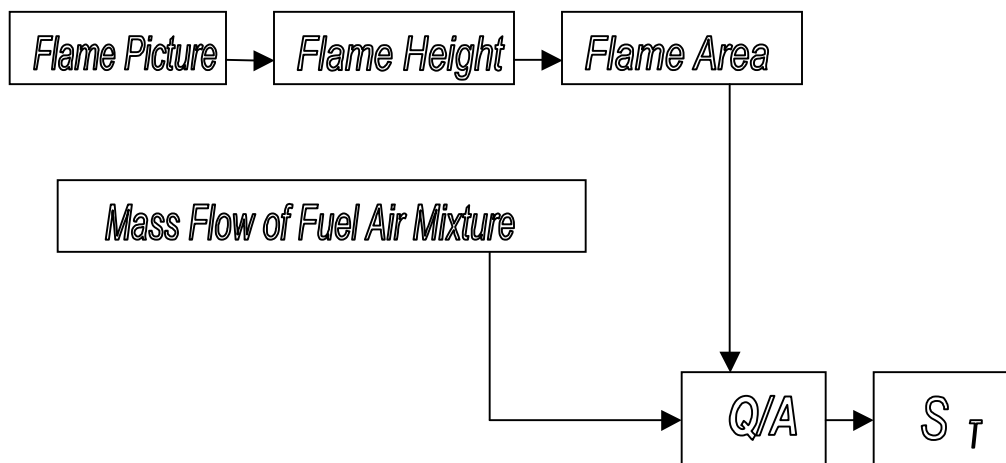 Flame Picture
Flame Height
Flame Area
Mass Flow of Fuel Air Mixture
Q/A
S T